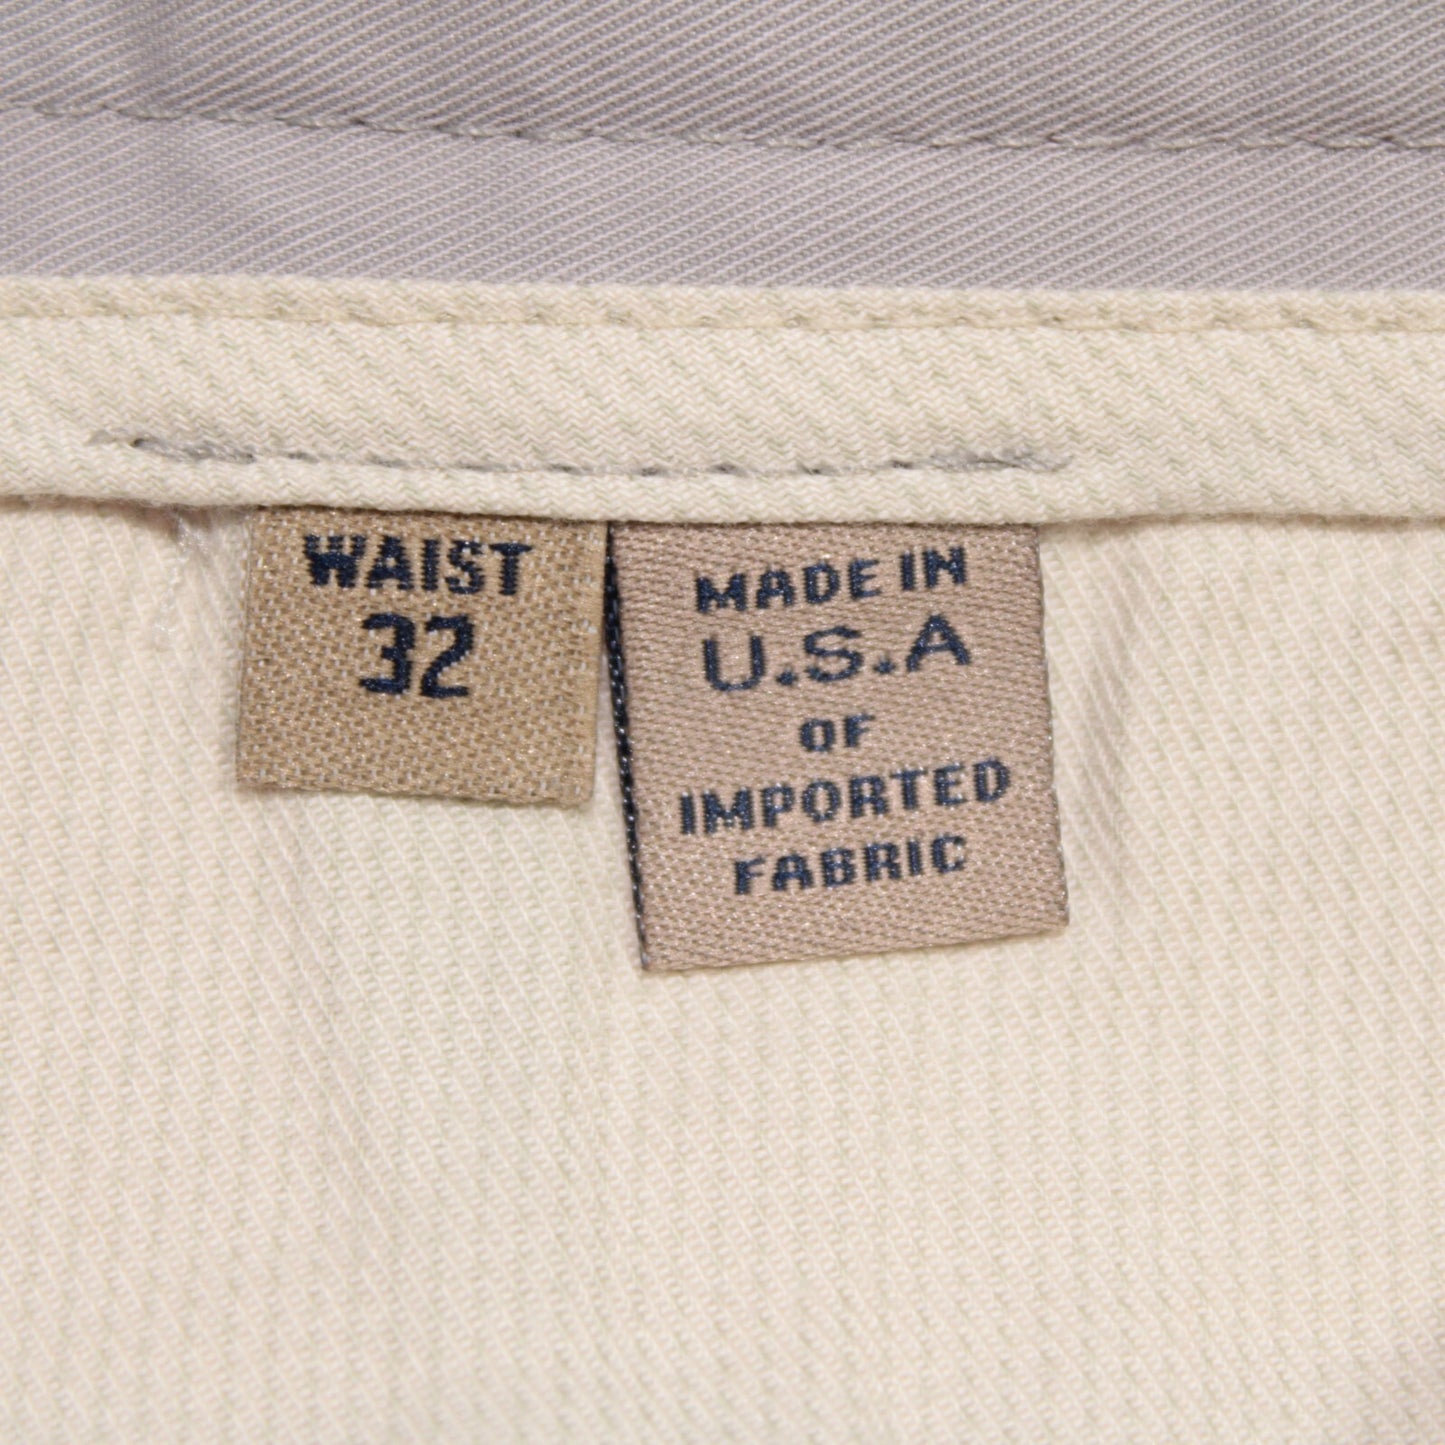 WAIST
32
MADE IN
U.S.A
OF
IMPORTED
FABRIC